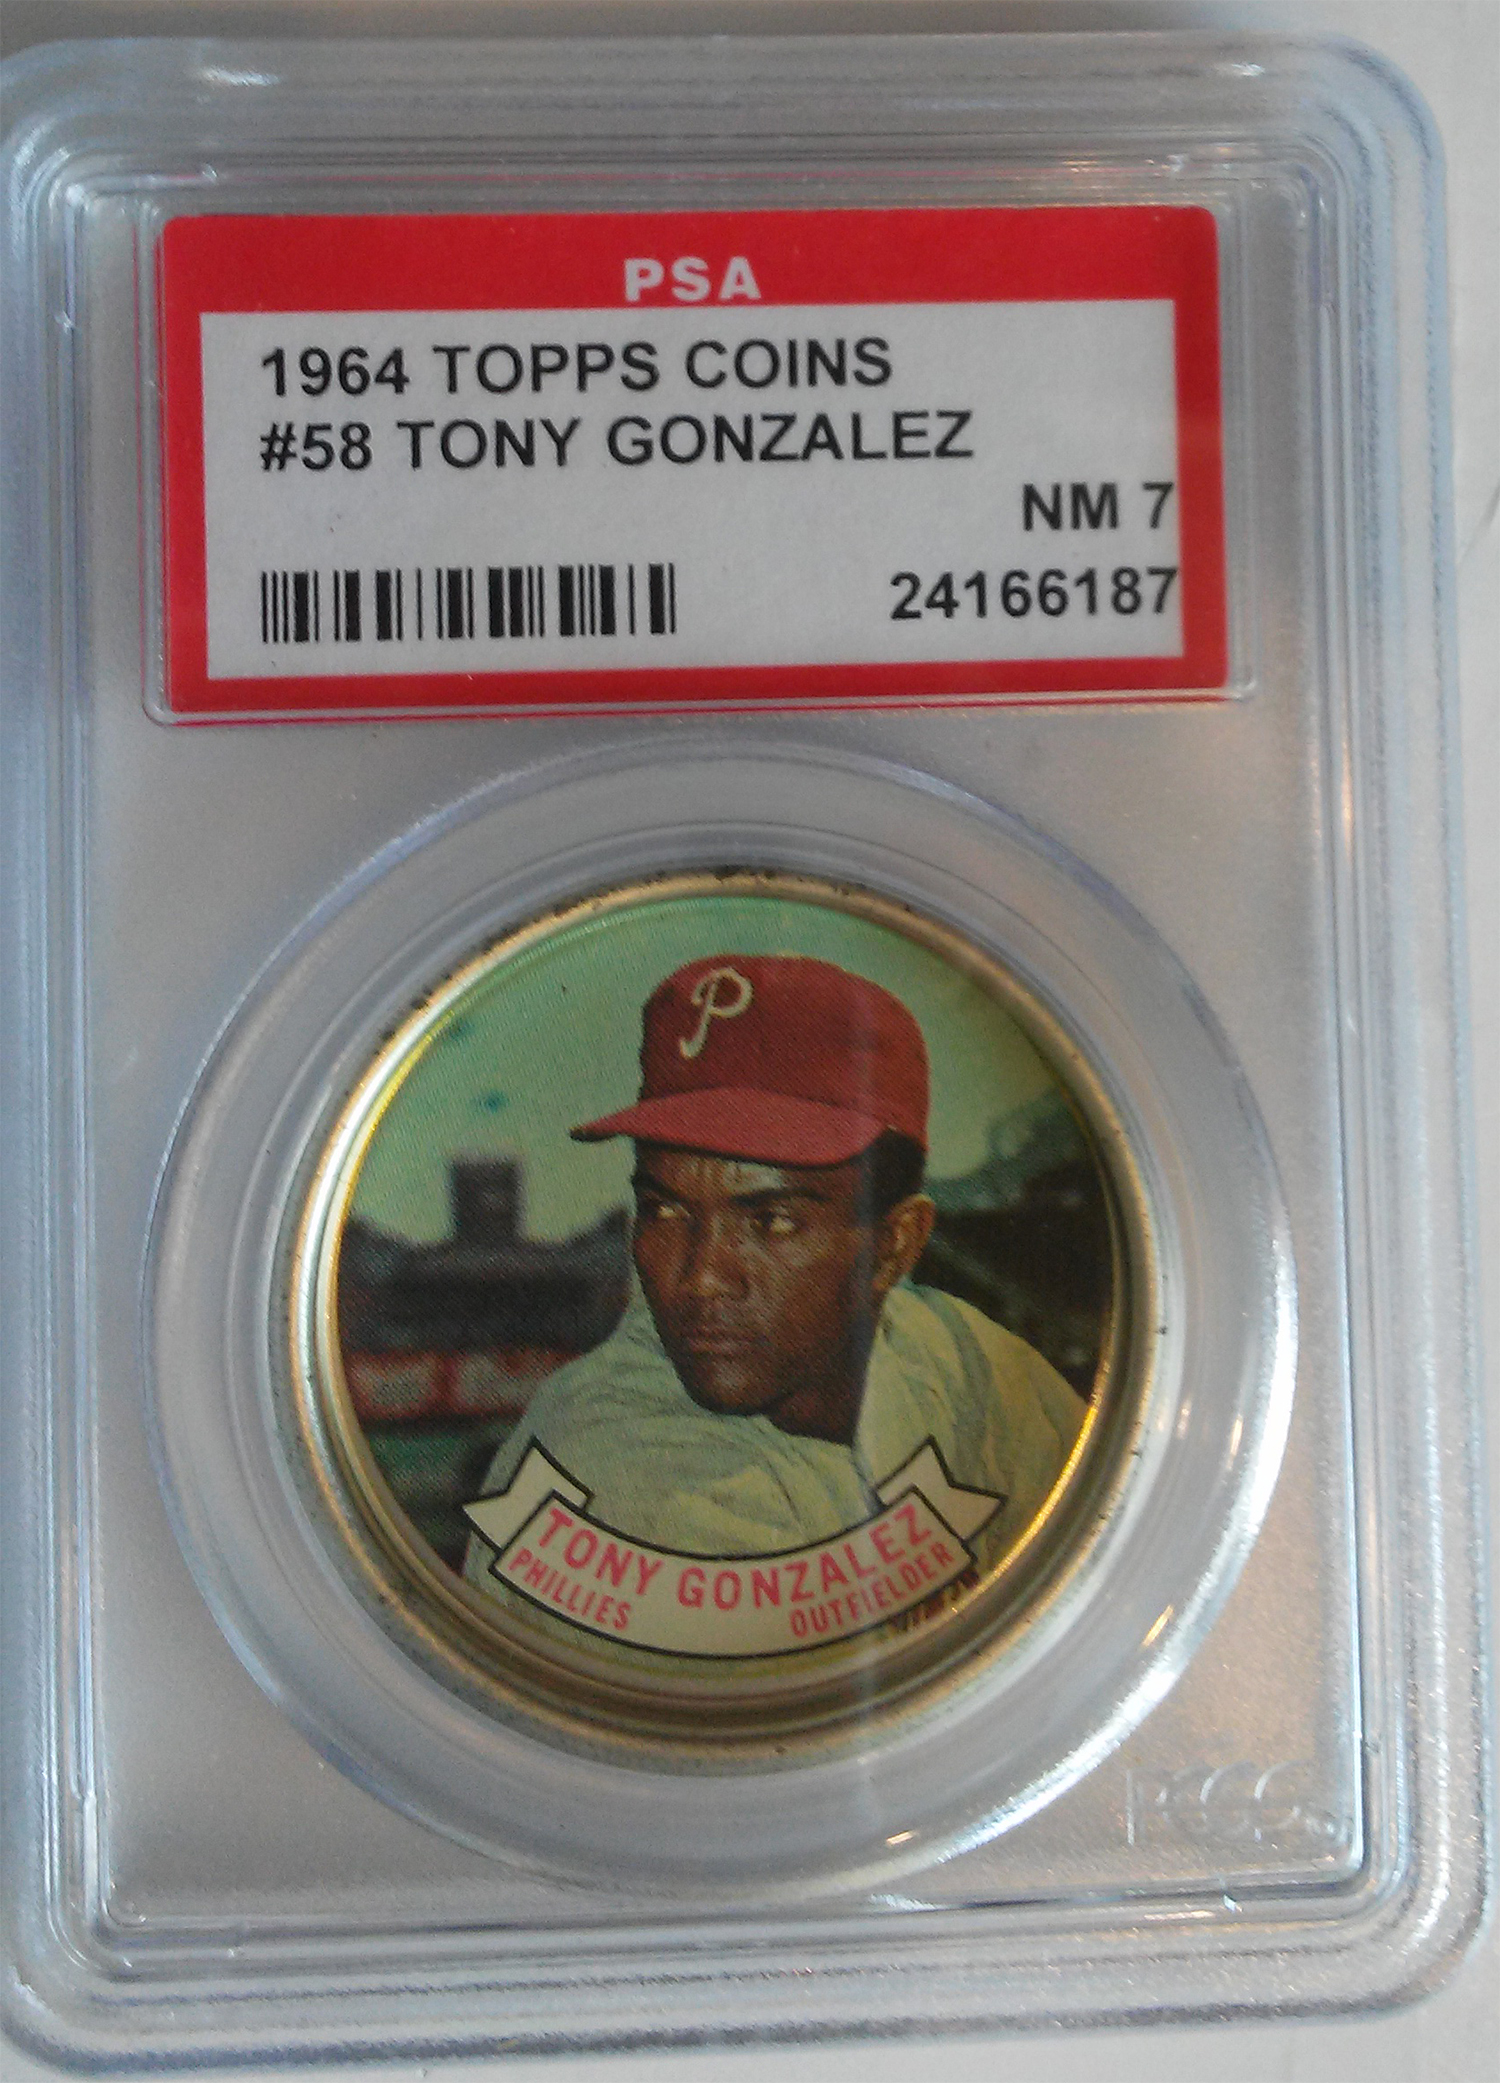 PSA
1964 TOPPS COINS
#58 TONY GONZALEZ
NM 7
24166187
P
TONY GONZALEZ
PHILLIES OUTFIELDER